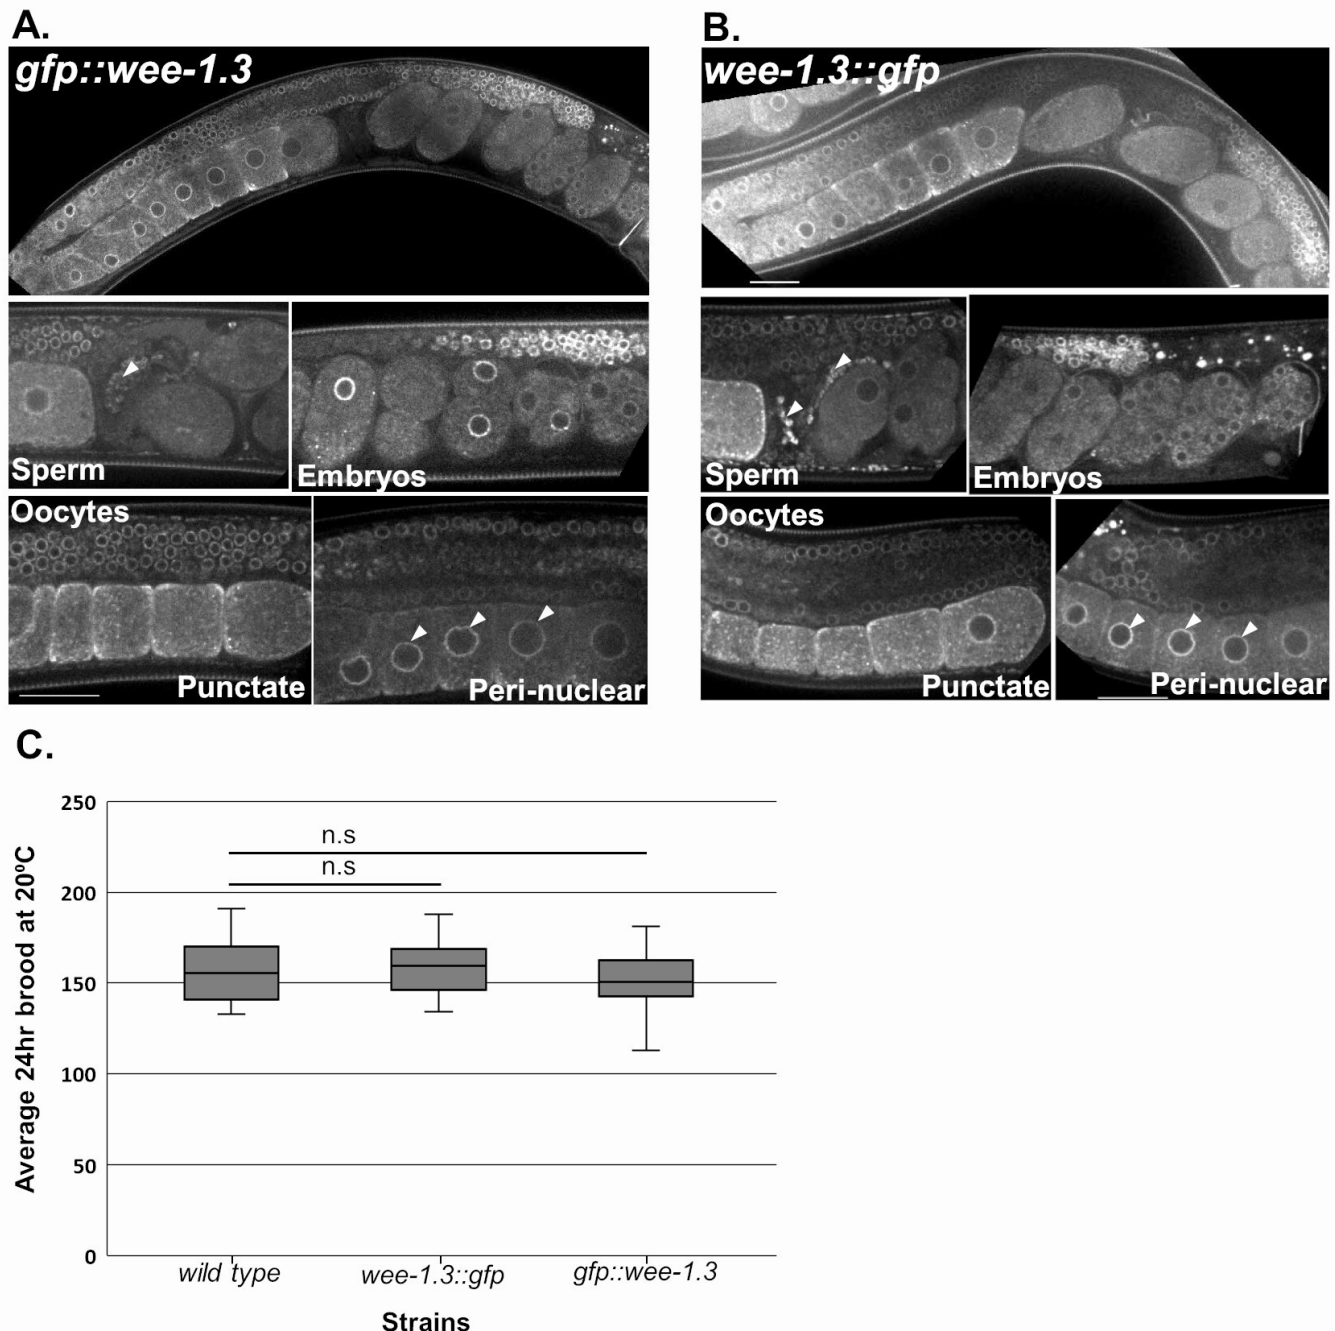 A.
gfp::wee-1.3
Sperm
Embryos
Oocytes
Punctate
Peri-nuclear
B.
wee-1.3::gfp
Sperm
Embryos
Oocytes
Punctate
Peri-nuclear
C.
Average 24hr brood at 20ºC
250
200
150
100
50
0
n.s
n.s
wild type
wee-1.3::gfp
gfp::wee-1.3
Strains